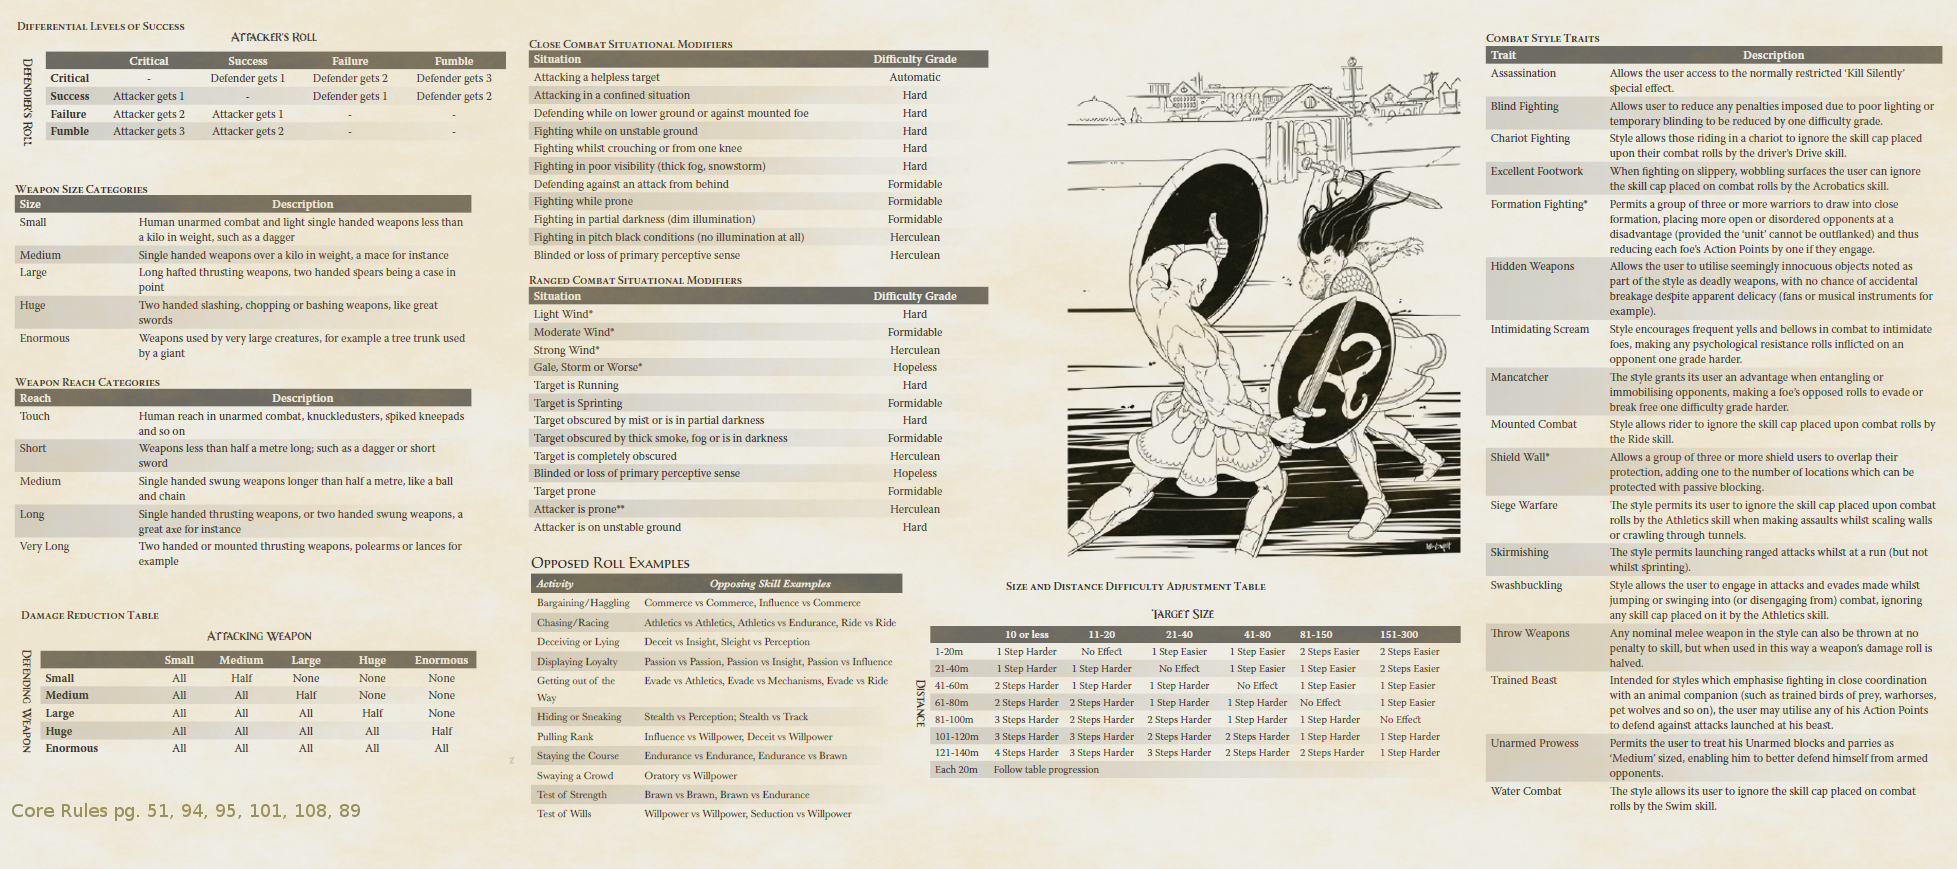 DIFFERENTIAL LEVELS OF SUCCESS
ATTACKER'S ROLL
DEFENDER'S ROLL
Critical Success Failure Fumble
Critical - Defender gets 1 Defender gets 2 Defender gets 3
Success Attacker gets 1 - Defender gets 1 Defender gets 2
Failure Attacker gets 2 Attacker gets 1 - -
Fumble Attacker gets 3 Attacker gets 2 - -
WEAPON SIZE CATEGORIES
Size Description
Small Human unarmed combat and light single handed weapons less than
a kilo in weight, such as a dagger
Medium Single handed weapons over a kilo in weight, a mace for instance
Large Long hafted thrusting weapons, two handed spears being a case in
point
Huge Two handed slashing, chopping or bashing weapons, like great
swords
Enormous Weapons used by very large creatures, for example a tree trunk used
by a giant
WEAPON REACH CATEGORIES
Reach Description
Touch Human reach in unarmed combat, knuckledusters, spiked kneepads
and so on
Short Weapons less than half a metre long; such as a dagger or short
sword
Medium Single handed swung weapons longer than half a metre, like a ball
and chain
Long Single handed thrusting weapons, or two handed swung weapons, a
great axe for instance
Very Long Two handed or mounted thrusting weapons, polearms or lances for
example
DAMAGE REDUCTION TABLE
ATTACKING WEAPON
DEFENDING WEAPON
Small Medium Large Huge Enormous
Small All Half None None None
Medium All All Half None None
Large All All All Half None
Huge All All All All Half
Enormous All All All All All
Core Rules pg. 51, 94, 95, 101, 108, 89
CLOSE COMBAT SITUATIONAL MODIFIERS
Situation Difficulty Grade
Attacking a helpless target Automatic
Attacking in a confined situation Hard
Defending while on lower ground or against mounted foe Hard
Fighting while on unstable ground Hard
Fighting whilst crouching or from one knee Hard
Fighting in poor visibility (thick fog, snowstorm) Hard
Defending against an attack from behind Formidable
Fighting while prone Formidable
Fighting in partial darkness (dim illumination) Formidable
Fighting in pitch black conditions (no illumination at all) Herculean
Blinded or loss of primary perceptive sense Herculean
RANGED COMBAT SITUATIONAL MODIFIERS
Situation Difficulty Grade
Light Wind* Hard
Moderate Wind* Formidable
Strong Wind* Herculean
Gale, Storm or Worse* Hopeless
Target is Running Hard
Target is Sprinting Formidable
Target obscured by mist or is in partial darkness Hard
Target obscured by thick smoke, fog or is in darkness Formidable
Target is completely obscured Herculean
Blinded or loss of primary perceptive sense Hopeless
Target prone Formidable
Attacker is prone** Herculean
Attacker is on unstable ground Hard
OPPOSED ROLL EXAMPLES
Activity Opposing Skill Examples
Bargaining/Haggling Commerce vs Commerce, Influence vs Commerce
Chasing/Racing Athletics vs Athletics, Athletics vs Endurance, Ride vs Ride
Deceiving or Lying Deceit vs Insight, Sleight vs Perception
Displaying Loyalty Passion vs Passion, Passion vs Insight, Passion vs Influence
Getting out of the Evade vs Athletics, Evade vs Mechanisms, Evade vs Ride
Way
Hiding or Sneaking Stealth vs Perception; Stealth vs Track
Pulling Rank Influence vs Willpower, Deceit vs Willpower
Staying the Course Endurance vs Endurance, Endurance vs Brawn
Swaying a Crowd Oratory vs Willpower
Test of Strength Brawn vs Brawn, Brawn vs Endurance
Test of Wills Willpower vs Willpower, Seduction vs Willpower
SIZE AND DISTANCE DIFFICULTY ADJUSTMENT TABLE
TARGET SIZE
DISTANCE
10 or less 11-20 21-40 41-80 81-150 151-300
1-20m 1 Step Harder No Effect 1 Step Easier 1 Step Easier 2 Steps Easier 2 Steps Easier
21-40m 1 Step Harder 1 Step Harder No Effect 1 Step Easier 1 Step Easier 2 Steps Easier
41-60m 2 Steps Harder 1 Step Harder 1 Step Harder No Effect 1 Step Easier 1 Step Easier
61-80m 2 Steps Harder 2 Steps Harder 1 Step Harder 1 Step Harder No Effect 1 Step Easier
81-100m 3 Steps Harder 2 Steps Harder 2 Steps Harder 1 Step Harder 1 Step Harder No Effect
101-120m 3 Steps Harder 3 Steps Harder 2 Steps Harder 2 Steps Harder 1 Step Harder 1 Step Harder
121-140m 4 Steps Harder 3 Steps Harder 3 Steps Harder 2 Steps Harder 2 Steps Harder 1 Step Harder
Each 20m Follow table progression
COMBAT STYLE TRAITS
Trait Description
Assassination Allows the user access to the normally restricted 'Kill Silently'
special effect.
Blind Fighting Allows user to reduce any penalties imposed due to poor lighting or
temporary blinding to be reduced by one difficulty grade.
Chariot Fighting Style allows those riding in a chariot to ignore the skill cap placed
upon their combat rolls by the driver's Drive skill.
Excellent Footwork When fighting on slippery, wobbling surfaces the user can ignore
the skill cap placed on combat rolls by the Acrobatics skill.
Formation Fighting* Permits a group of three or more warriors to draw into close
formation, placing more open or disordered opponents at a
disadvantage (provided the 'unit' cannot be outflanked) and thus
reducing each foe's Action Points by one if they engage.
Hidden Weapons Allows the user to utilise seemingly innocuous objects noted as
part of the style as deadly weapons, with no chance of accidental
breakage despite apparent delicacy (fans or musical instruments for
example).
Intimidating Scream Style encourages frequent yells and bellows in combat to intimidate
foes, making any psychological resistance rolls inflicted on an
opponent one grade harder.
Mancatcher The style grants its user an advantage when entangling or
immobilising opponents, making a foe's opposed rolls to evade or
break free one difficulty grade harder.
Mounted Combat Style allows rider to ignore the skill cap placed upon combat rolls by
the Ride skill.
Shield Wall* Allows a group of three or more shield users to overlap their
protection, adding one to the number of locations which can be
protected with passive blocking.
Siege Warfare The style permits its user to ignore the skill cap placed upon combat
rolls by the Athletics skill when making assaults whilst scaling walls
or crawling through tunnels.
Skirmishing The style permits launching ranged attacks whilst at a run (but not
whilst sprinting).
Swashbuckling Style allows the user to engage in attacks and evades made whilst
jumping or swinging into (or disengaging from) combat, ignoring
any skill cap placed on it by the Athletics skill.
Throw Weapons Any nominal melee weapon in the style can also be thrown at no
penalty to skill, but when used in this way a weapon's damage roll is
halved.
Trained Beast Intended for styles which emphasise fighting in close coordination
with an animal companion (such as trained birds of prey, warhorses,
pet wolves and so on), the user may utilise any of his Action Points
to defend against attacks launched at his beast.
Unarmed Prowess Permits the user to treat his Unarmed blocks and parries as
'Medium' sized, enabling him to better defend himself from armed
opponents.
Water Combat The style allows its user to ignore the skill cap placed on combat
rolls by the Swim skill.